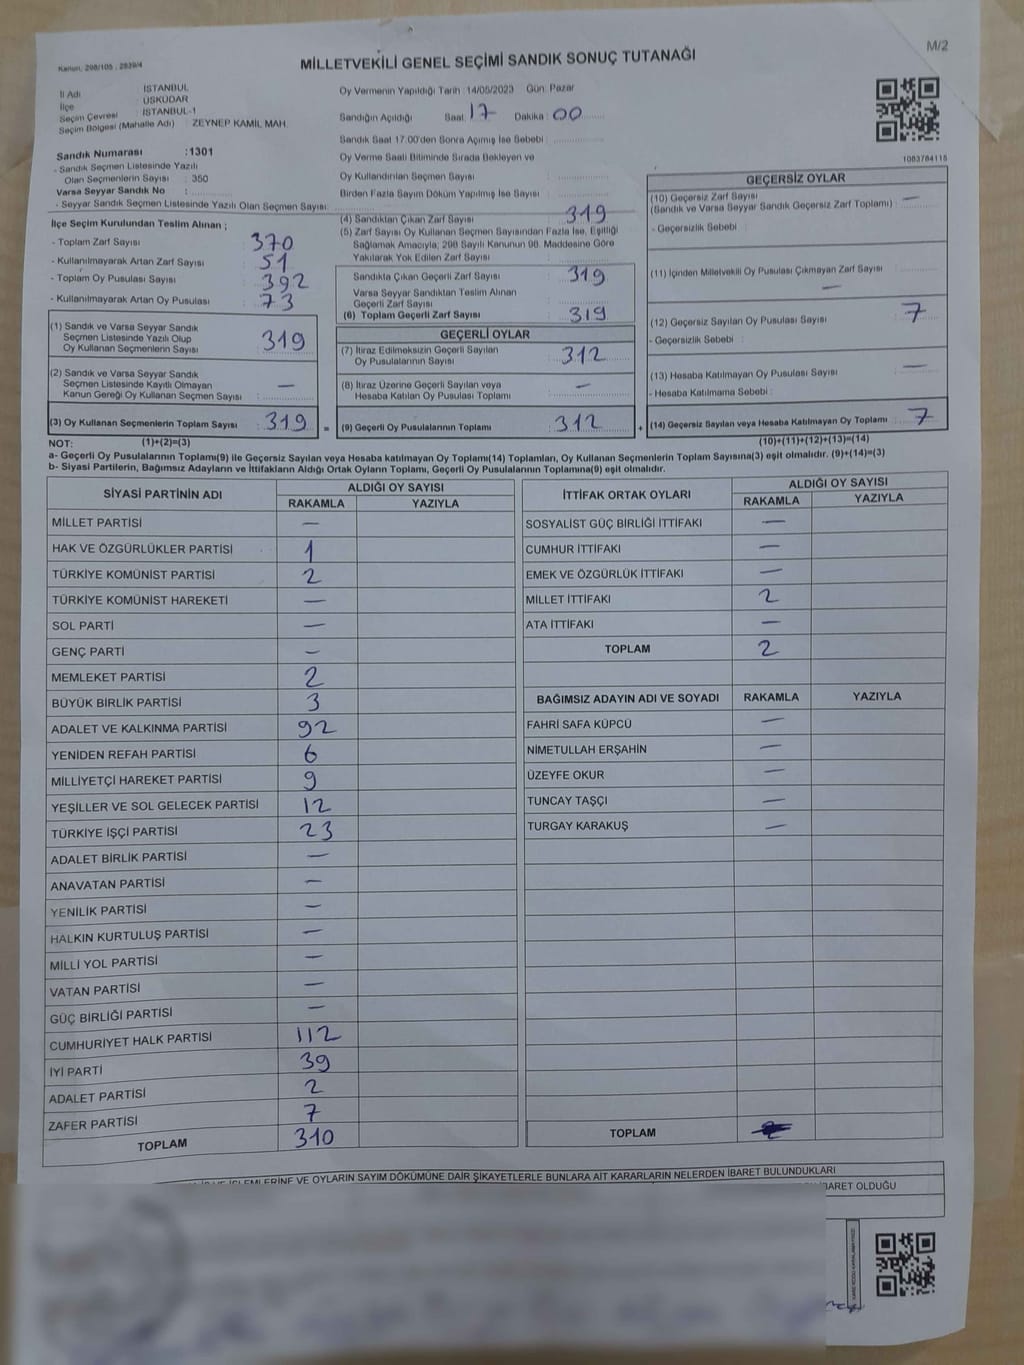 M/2
Kanun, 298/105 , 2839/4
MİLLETVEKİLİ GENEL SEÇİMİ SANDIK SONUÇ TUTANAĞI
İl Adı : İSTANBUL
İlçe : ÜSKÜDAR
Seçim Çevresi : İSTANBUL-1
Seçim Bölgesi (Mahalle Adı) : ZEYNEP KAMİL MAH.
Sandık Numarası :1301
- Sandık Seçmen Listesinde Yazılı
Olan Seçmenlerin Sayısı : 350
Varsa Seyyar Sandık No :
- Seyyar Sandık Seçmen Listesinde Yazılı Olan Seçmen Sayısı:
Oy Vermenin Yapıldığı Tarih :14/05/2023 Gün: Pazar
Sandığın Açıldığı Saat: 17 Dakika : 00
Sandık Saat 17.00'den Sonra Açılmış İse Sebebi :
Oy Verme Saati Bitiminde Sırada Bekleyen ve
Oy Kullandırılan Seçmen Sayısı :
Birden Fazla Sayım Döküm Yapılmış İse Sayısı :
1083784115
İlçe Seçim Kurulundan Teslim Alınan ;
- Toplam Zarf Sayısı : 370
- Kullanılmayarak Artan Zarf Sayısı : 51
- Toplam Oy Pusulası Sayısı : 392
- Kullanılmayarak Artan Oy Pusulası : 73
(1) Sandık ve Varsa Seyyar Sandık
Seçmen Listesinde Yazılı Olup
Oy Kullanan Seçmenlerin Sayısı : 319
(2) Sandık ve Varsa Seyyar Sandık
Seçmen Listesinde Kayıtlı Olmayan
Kanun Gereği Oy Kullanan Seçmen Sayısı : —
(3) Oy Kullanan Seçmenlerin Toplam Sayısı : 319 =
(4) Sandıktan Çıkan Zarf Sayısı : 319
(5) Zarf Sayısı Oy Kullanan Seçmen Sayısından Fazla İse, Eşitliği
Sağlamak Amacıyla, 298 Sayılı Kanunun 98. Maddesine Göre
Yakılarak Yok Edilen Zarf Sayısı :
Sandıkta Çıkan Geçerli Zarf Sayısı : 319
Varsa Seyyar Sandıktan Teslim Alınan
Geçerli Zarf Sayısı :
(6) Toplam Geçerli Zarf Sayısı : 319
GEÇERLİ OYLAR
(7) İtiraz Edilmeksizin Geçerli Sayılan
Oy Pusulalarının Sayısı : 312
(8) İtiraz Üzerine Geçerli Sayılan veya
Hesaba Katılan Oy Pusulaları Toplamı : —
(9) Geçerli Oy Pusulalarının Toplamı : 312 +
GEÇERSİZ OYLAR
(10) Geçersiz Zarf Sayısı : —
(Sandık ve Varsa Seyyar Sandık Geçersiz Zarf Toplamı)
- Geçersizlik Sebebi :
(11) İçinden Milletvekili Oy Pusulası Çıkmayan Zarf Sayısı : —
(12) Geçersiz Sayılan Oy Pusulası Sayısı : 7
- Geçersizlik Sebebi :
(13) Hesaba Katılmayan Oy Pusulası Sayısı : —
- Hesaba Katılmama Sebebi :
(14) Geçersiz Sayılan veya Hesaba Katılmayan Oy Toplamı : 7
NOT: (1)+(2)=(3) (10)+(11)+(12)+(13)=(14)
a- Geçerli Oy Pusulalarının Toplamı(9) ile Geçersiz Sayılan veya Hesaba katılmayan Oy Toplamı(14) Toplamları, Oy Kullanan Seçmenlerin Toplam Sayısına(3) eşit olmalıdır. (9)+(14)=(3)
b- Siyasi Partilerin, Bağımsız Adayların ve İttifakların Aldığı Ortak Oyların Toplamı, Geçerli Oy Pusulalarının Toplamına(9) eşit olmalıdır.
SİYASİ PARTİNİN ADI ALDIĞI OY SAYISI
RAKAMLA YAZIYLA
MİLLET PARTİSİ —
HAK VE ÖZGÜRLÜKLER PARTİSİ 1
TÜRKİYE KOMÜNİST PARTİSİ 2
TÜRKİYE KOMÜNİST HAREKETİ —
SOL PARTİ —
GENÇ PARTİ —
MEMLEKET PARTİSİ 2
BÜYÜK BİRLİK PARTİSİ 3
ADALET VE KALKINMA PARTİSİ 92
YENİDEN REFAH PARTİSİ 6
MİLLİYETÇİ HAREKET PARTİSİ 9
YEŞİLLER VE SOL GELECEK PARTİSİ 12
TÜRKİYE İŞÇİ PARTİSİ 23
ADALET BİRLİK PARTİSİ —
ANAVATAN PARTİSİ —
YENİLİK PARTİSİ —
HALKIN KURTULUŞ PARTİSİ —
MİLLİ YOL PARTİSİ —
VATAN PARTİSİ —
GÜÇ BİRLİĞİ PARTİSİ —
CUMHURİYET HALK PARTİSİ 112
İYİ PARTİ 39
ADALET PARTİSİ 2
ZAFER PARTİSİ 7
TOPLAM 310
İTTİFAK ORTAK OYLARI ALDIĞI OY SAYISI
RAKAMLA YAZIYLA
SOSYALİST GÜÇ BİRLİĞİ İTTİFAKI —
CUMHUR İTTİFAKI —
EMEK VE ÖZGÜRLÜK İTTİFAKI —
MİLLET İTTİFAKI 2
ATA İTTİFAKI —
TOPLAM 2
BAĞIMSIZ ADAYIN ADI VE SOYADI RAKAMLA YAZIYLA
FAHRİ SAFA KÜPCÜ —
NİMETULLAH ERŞAHİN —
ÜZEYFE OKUR —
TUNCAY TAŞÇI —
TURGAY KARAKUŞ —
TOPLAM
VE OYLARIN SAYIM DÖKÜMÜNE DAİR ŞİKAYETLERLE BUNLARA AİT KARARLARIN NELERDEN İBARET BULUNDUKLARI
İBARET OLDUĞU